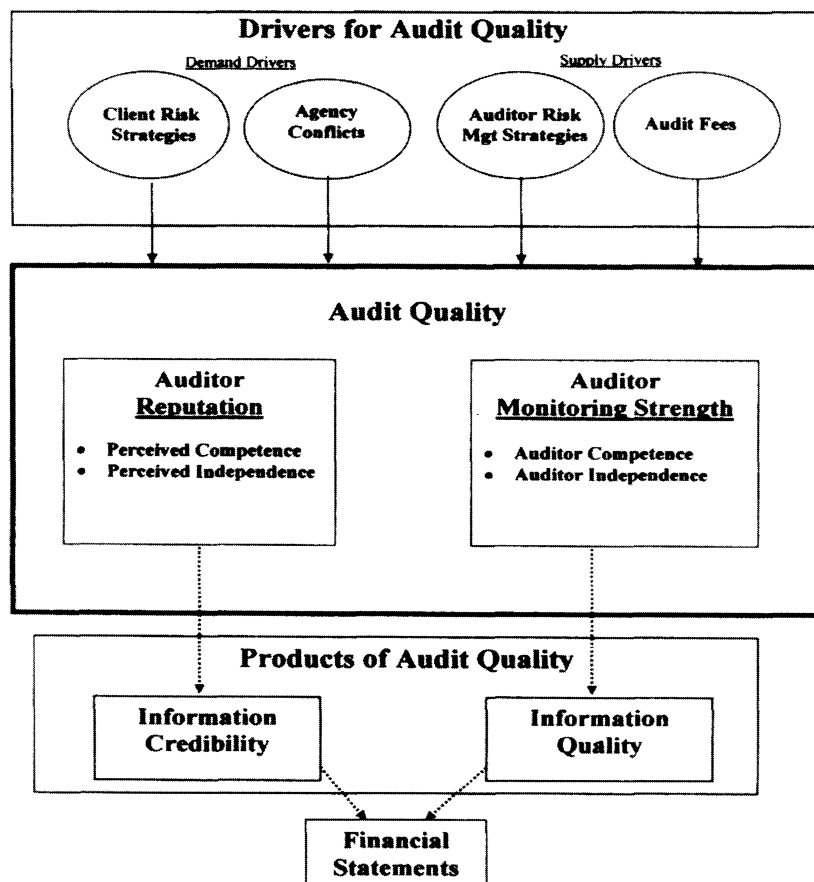 Drivers for Audit Quality
Demand Drivers
Supply Drivers
Client Risk
Strategies
Agency
Conflicts
Auditor Risk
Mgt Strategies
Audit Fees
Audit Quality
Auditor
Reputation
• Perceived Competence
• Perceived Independence
Auditor
Monitoring Strength
• Auditor Competence
• Auditor Independence
Products of Audit Quality
Information
Credibility
Information
Quality
Financial
Statements